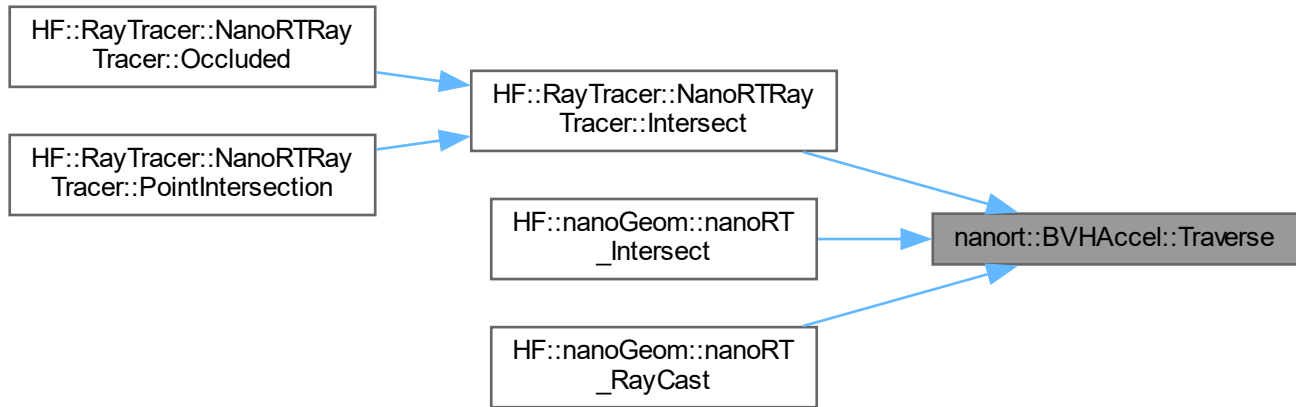 HF::RayTracer::NanoRTRay
Tracer::Occluded
HF::RayTracer::NanoRTRay
Tracer::PointIntersection
HF::RayTracer::NanoRTRay
Tracer::Intersect
HF::nanoGeom::nanoRT
_Intersect
HF::nanoGeom::nanoRT
_RayCast
nanort::BVHAccel::Traverse